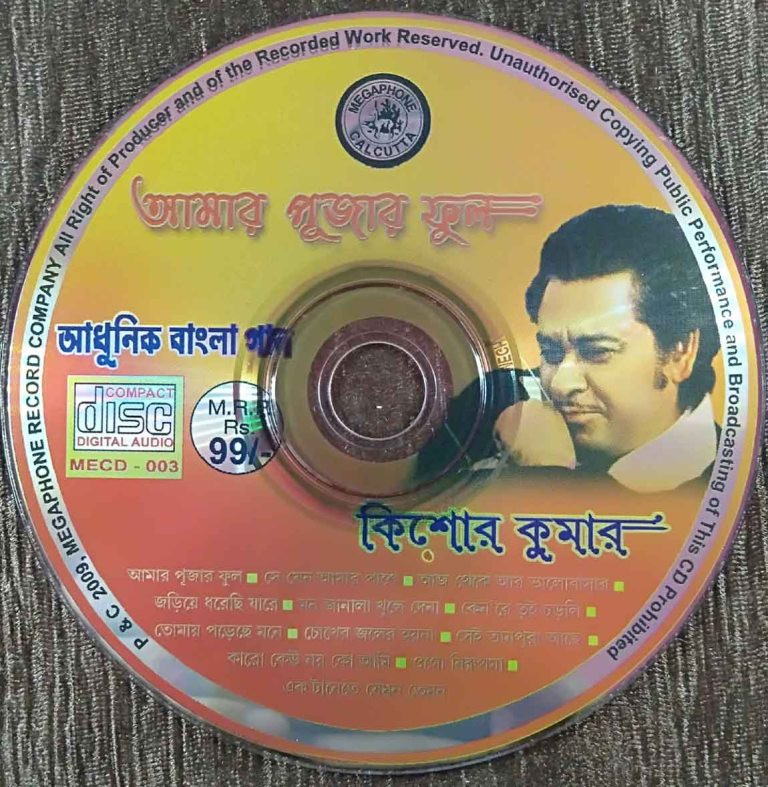 P & C 2009, MEGAPHONE RECORD COMPANY All Right of Producer and of the Recorded Work Reserved. Unauthorised Copying Public Performance and Broadcasting of This CD Prohibited
MEGAPHONE
CALCUTTA
আমার পূজার ফুল
আধুনিক বাংলা গান
COMPACT
disc
DIGITAL AUDIO
MECD - 003
M.R.P
Rs
99/-
কিশোর কুমার
আমার পূজার ফুল ■ সে যেন আমার পাশে ■ আজ থেকে আর ভালোবাসার ■
জড়িয়ে ধরেছি যারে ■ মন জানালা খুলে দেনা ■ কেন রে তুই চড়লি ■
তোমায় পড়েছে মনে ■ চোখের জলের হয়না ■ সেই তানপুরা আছে ■
কারো কেউ নয় কো আমি ■ ওগো নিরুপমা ■
এক টানেতে যেমন তেমন